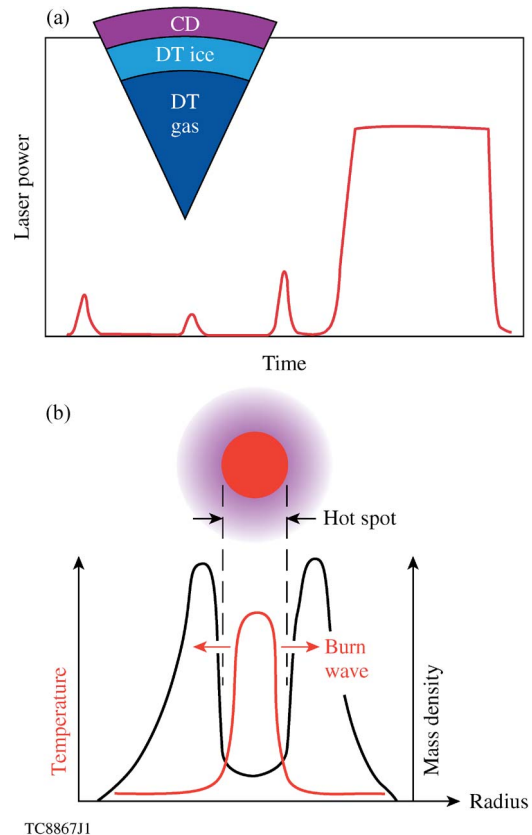 (a)
CD
DT ice
DT
gas
Laser power
Time
(b)
Hot spot
Burn
wave
Temperature
Mass density
Radius
TC8867J1